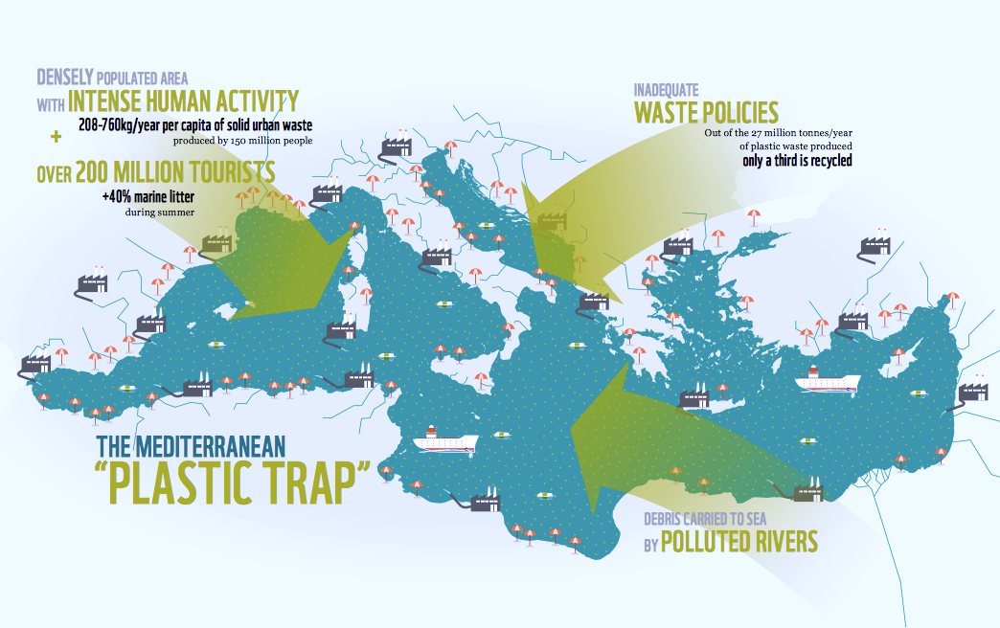 DENSELY POPULATED AREA
WITH INTENSE HUMAN ACTIVITY
208-760kg/year per capita of solid urban waste
produced by 150 million people
+
OVER 200 MILLION TOURISTS
+40% marine litter
during summer
INADEQUATE
WASTE POLICIES
Out of the 27 million tonnes/year
of plastic waste produced
only a third is recycled
THE MEDITERRANEAN
“PLASTIC TRAP”
DEBRIS CARRIED TO SEA
BY POLLUTED RIVERS